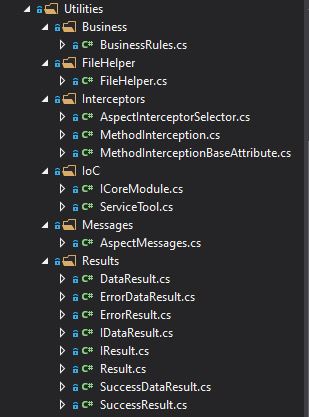 Utilities
Business
C# BusinessRules.cs
FileHelper
C# FileHelper.cs
Interceptors
C# AspectInterceptorSelector.cs
C# MethodInterception.cs
C# MethodInterceptionBaseAttribute.cs
IoC
C# ICoreModule.cs
C# ServiceTool.cs
Messages
C# AspectMessages.cs
Results
C# DataResult.cs
C# ErrorDataResult.cs
C# ErrorResult.cs
C# IDataResult.cs
C# IResult.cs
C# Result.cs
C# SuccessDataResult.cs
C# SuccessResult.cs